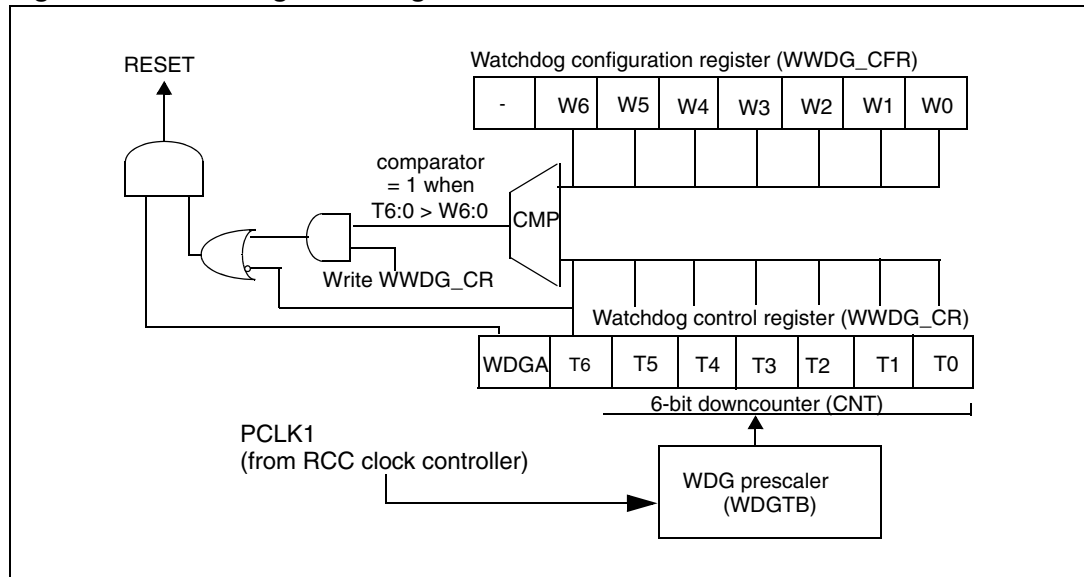 RESET
Watchdog configuration register (WWDG_CFR)
- W6 W5 W4 W3 W2 W1 W0
comparator
= 1 when
T6:0 > W6:0
CMP
Write WWDG_CR
Watchdog control register (WWDG_CR)
WDGA T6 T5 T4 T3 T2 T1 T0
6-bit downcounter (CNT)
PCLK1
(from RCC clock controller)
WDG prescaler
(WDGTB)